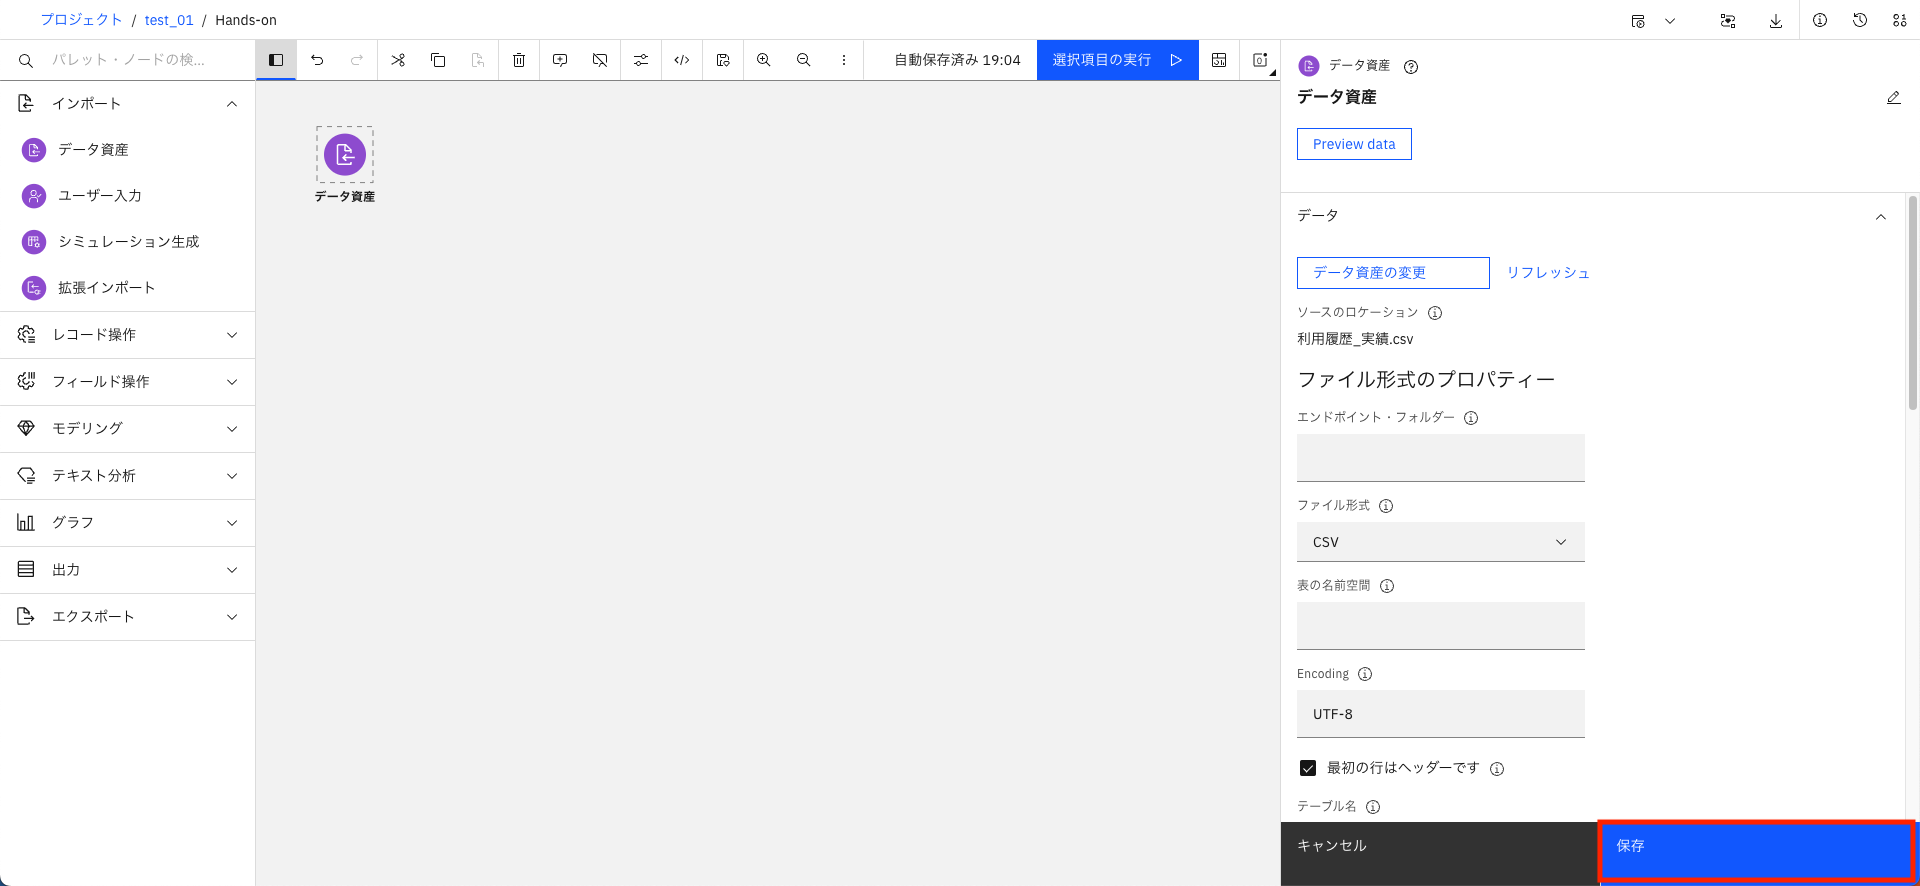 プロジェクト / test_01 / Hands-on
パレット・ノードの検...
自動保存済み 19:04
選択項目の実行
インポート
データ資産
ユーザー入力
シミュレーション生成
拡張インポート
レコード操作
フィールド操作
モデリング
テキスト分析
グラフ
出力
エクスポート
データ資産
データ資産
データ資産
Preview data
データ
データ資産の変更
リフレッシュ
ソースのロケーション
利用履歴_実績.csv
ファイル形式のプロパティー
エンドポイント・フォルダー
ファイル形式
CSV
表の名前空間
Encoding
UTF-8
最初の行はヘッダーです
テーブル名
キャンセル
保存